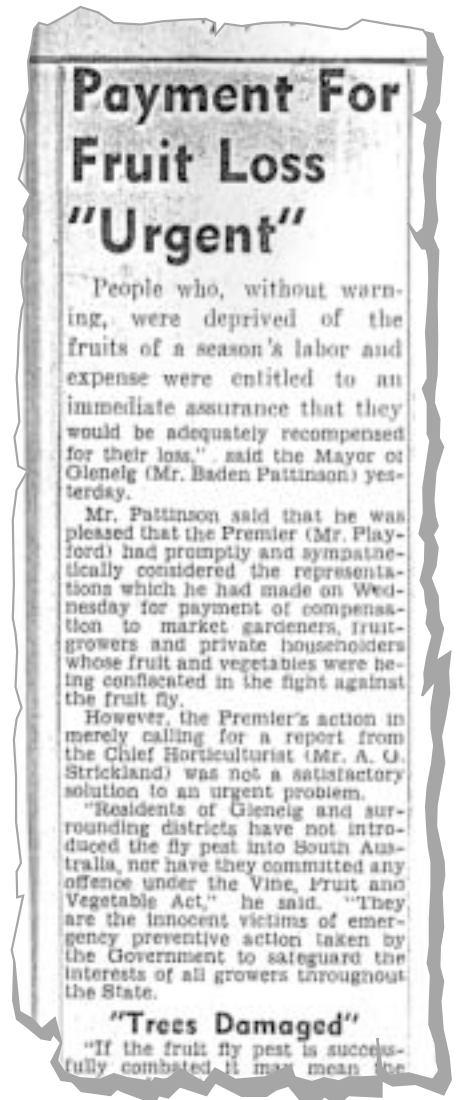 Payment For
Fruit Loss
"Urgent"
People who, without warn-
ing, were deprived of the
fruits of a season's labor and
expense were entitled to an
immediate assurance that they
would be adequately recompensed
for their loss," said the Mayor of
Glenelg (Mr. Baden Pattinson) yes-
terday.
Mr. Pattinson said that he was
pleased that the Premier (Mr. Play-
ford) had promptly and sympathe-
tically considered the representa-
tions which he had made on Wed-
nesday for payment of compensa-
tion to market gardeners, fruit-
growers and private householders
whose fruit and vegetables were be-
ing confiscated in the fight against
the fruit fly.
However, the Premier's action in
merely calling for a report from
the Chief Horticulturist (Mr. A. G.
Strickland) was not a satisfactory
solution to an urgent problem.
"Residents of Glenelg and sur-
rounding districts have not intro-
duced the fly pest into South Aus-
tralia, nor have they committed any
offence under the Vine, Fruit and
Vegetable Act," he said. "They
are the innocent victims of emer-
gency preventive action taken by
the Government to safeguard the
interests of all growers throughout
the State.
"Trees Damaged"
"If the fruit fly pest is success-
fully combated it may mean the